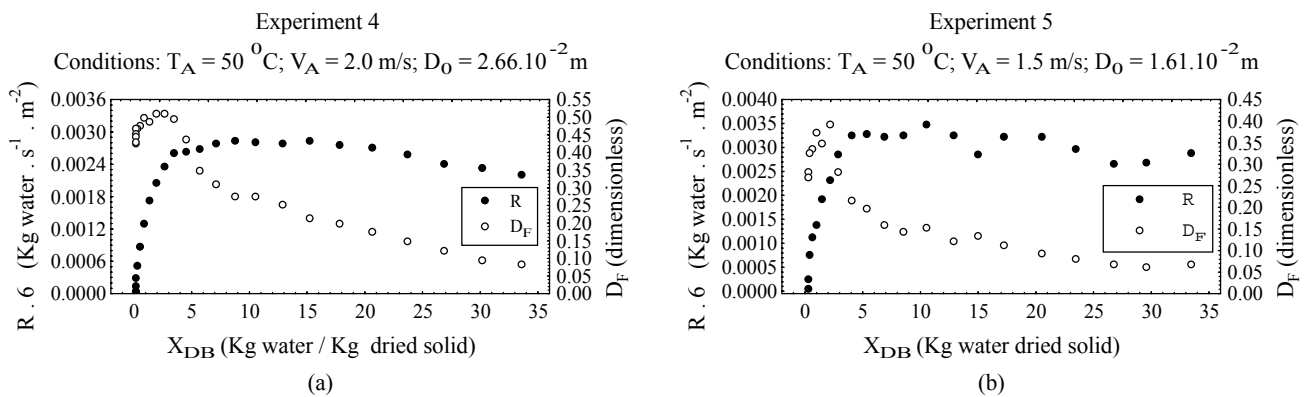 Experiment 4
Conditions: T_A = 50 °C; V_A = 2.0 m/s; D_0 = 2.66.10^-2 m
0.0036
0.0030
0.0024
0.0018
0.0012
0.0006
0.0000
R . 6 (Kg water . s^-1 . m^-2)
0.55
0.50
0.45
0.40
0.35
0.30
0.25
0.20
0.15
0.10
0.05
0.00
D_F (dimensionless)
R
D_F
0 5 10 15 20 25 30 35
X_DB (Kg water / Kg dried solid)
(a)
Experiment 5
Conditions: T_A = 50 °C; V_A = 1.5 m/s; D_0 = 1.61.10^-2 m
0.0040
0.0035
0.0030
0.0025
0.0020
0.0015
0.0010
0.0005
0.0000
R . 6 (Kg water . s^-1 . m^-2)
0.45
0.40
0.35
0.30
0.25
0.20
0.15
0.10
0.05
0.00
D_F (dimensionless)
R
D_F
0 5 10 15 20 25 30 35
X_DB (Kg water dried solid)
(b)